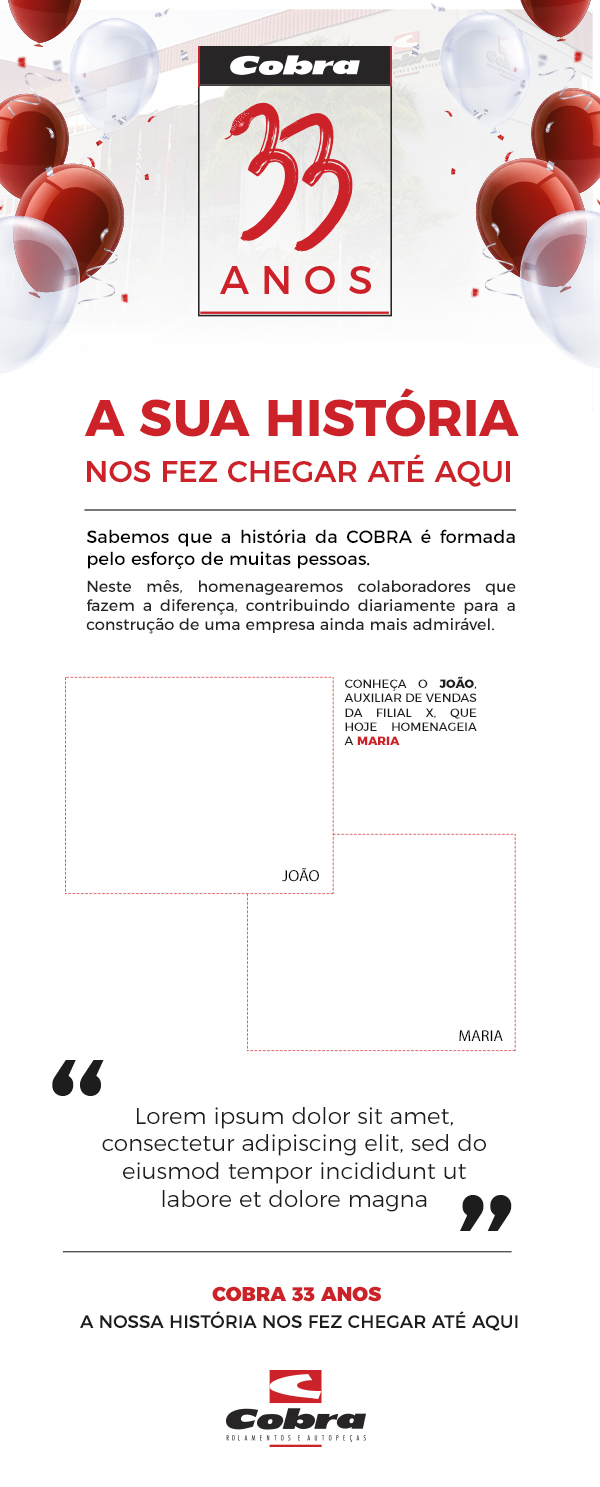 Cobra
Cobra
33
ANOS
A SUA HISTÓRIA
NOS FEZ CHEGAR ATÉ AQUI
Sabemos que a história da COBRA é formada
pelo esforço de muitas pessoas.
Neste mês, homenagearemos colaboradores que
fazem a diferença, contribuindo diariamente para a
construção de uma empresa ainda mais admirável.
CONHEÇA O JOÃO,
AUXILIAR DE VENDAS
DA FILIAL X, QUE
HOJE HOMENAGEIA
A MARIA
JOÃO
MARIA
“
Lorem ipsum dolor sit amet,
consectetur adipiscing elit, sed do
eiusmod tempor incididunt ut
labore et dolore magna ”
COBRA 33 ANOS
A NOSSA HISTÓRIA NOS FEZ CHEGAR ATÉ AQUI
Cobra
ROLAMENTOS E AUTOPEÇAS